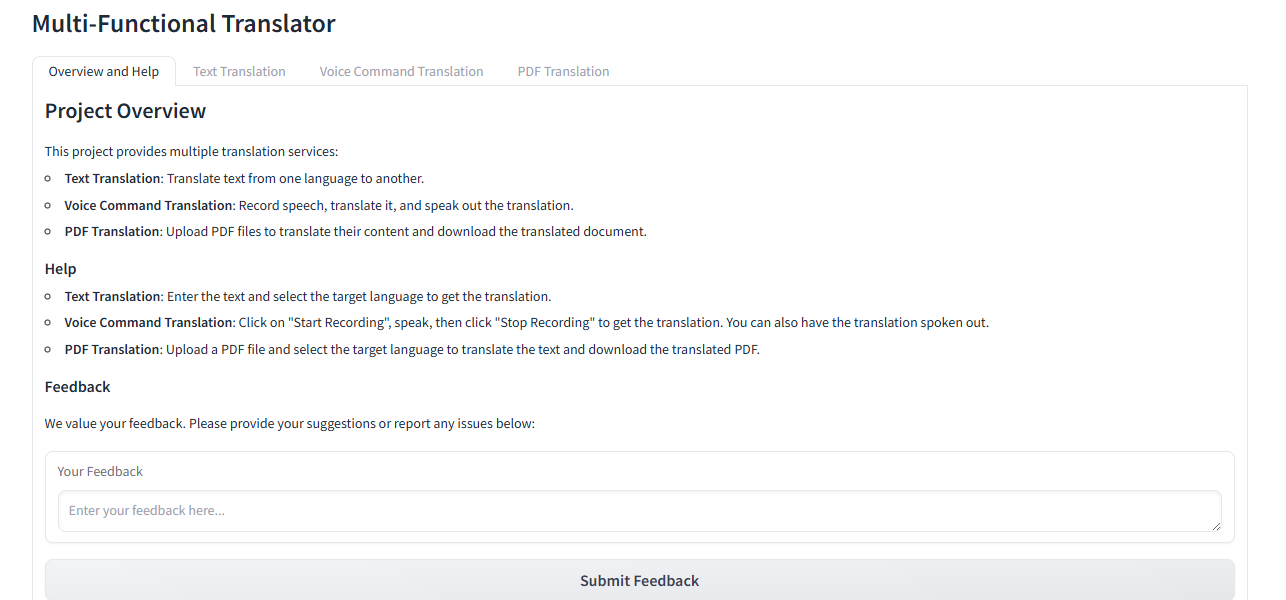 Multi-Functional Translator
Overview and Help
Text Translation
Voice Command Translation
PDF Translation
Project Overview
This project provides multiple translation services:
Text Translation: Translate text from one language to another.
Voice Command Translation: Record speech, translate it, and speak out the translation.
PDF Translation: Upload PDF files to translate their content and download the translated document.
Help
Text Translation: Enter the text and select the target language to get the translation.
Voice Command Translation: Click on "Start Recording", speak, then click "Stop Recording" to get the translation. You can also have the translation spoken out.
PDF Translation: Upload a PDF file and select the target language to translate the text and download the translated PDF.
Feedback
We value your feedback. Please provide your suggestions or report any issues below:
Your Feedback
Enter your feedback here...
Submit Feedback